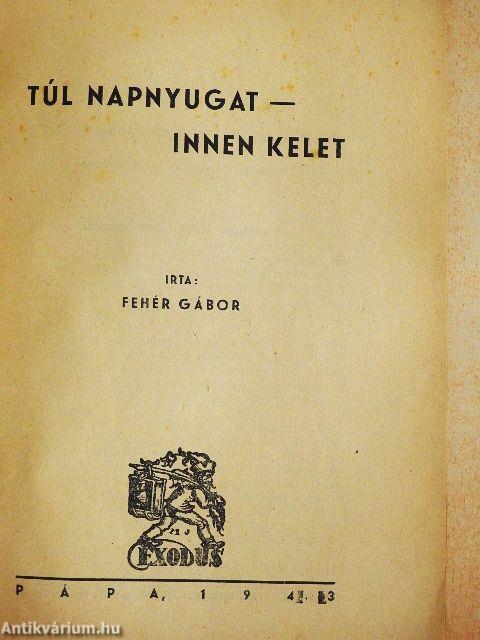 TÚL NAPNYUGAT —
INNEN KELET
IRTA:
FEHÉR GÁBOR
EXODUS
PÁPA, 194
Antikvárium.hu